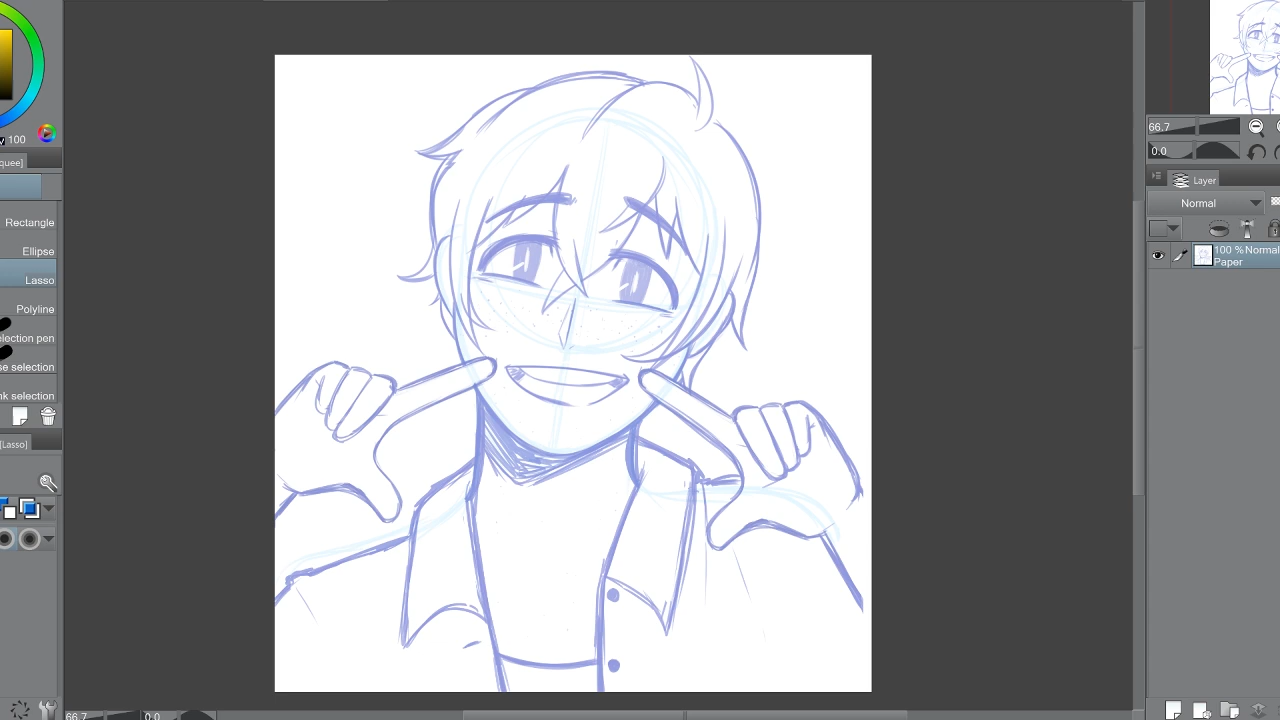 100
quee]
Rectangle
Ellipse
Lasso
Polyline
election pen
se selection
nk selection
[Lasso]
66.7
0.0
66.7
0.0
Layer
Normal
100 %Normal
Paper